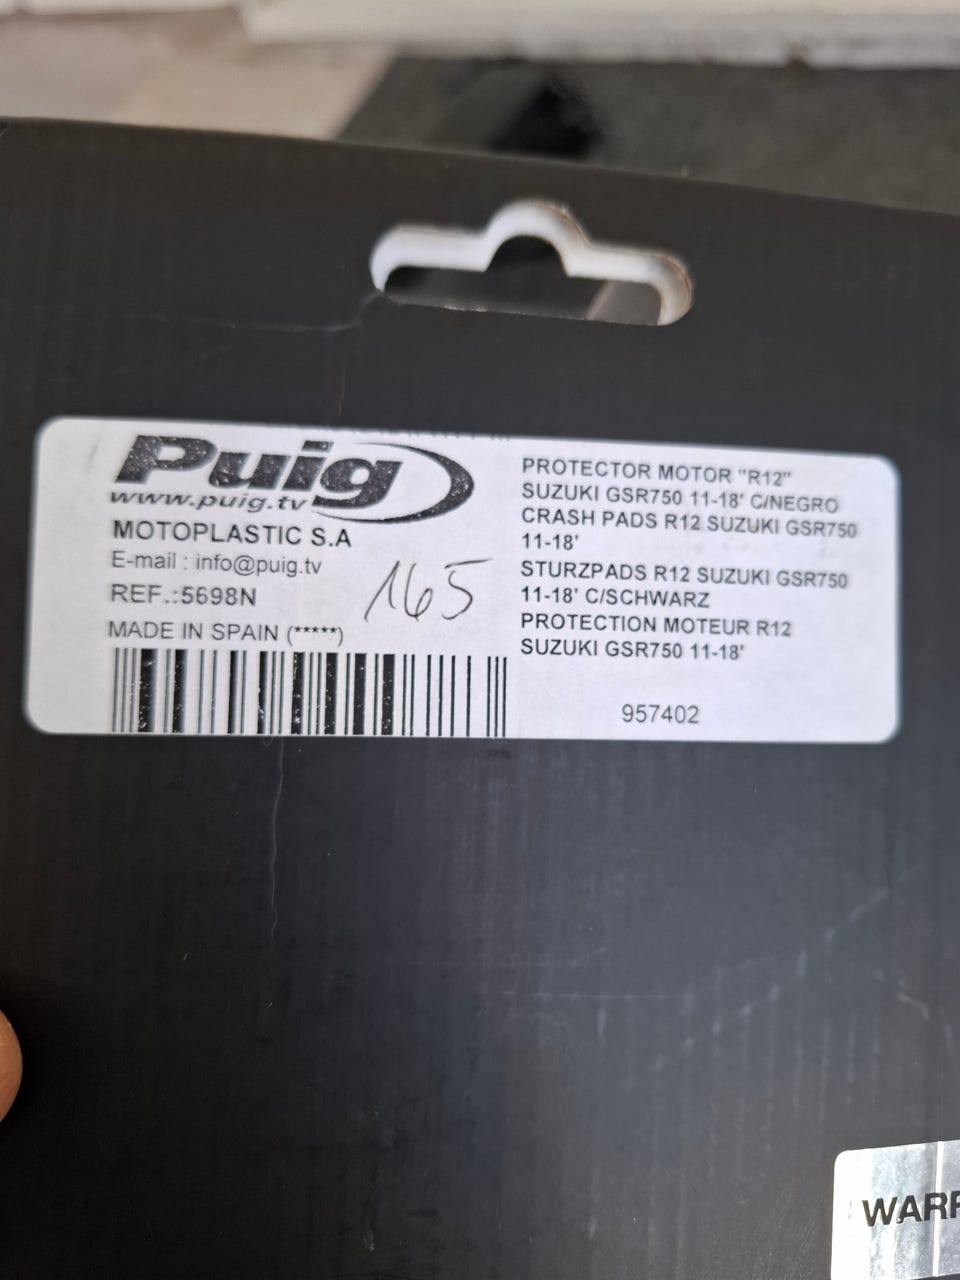 Puig
www.puig.tv
MOTOPLASTIC S.A
E-mail : info@puig.tv
REF.:5698N
MADE IN SPAIN (*****)
165
PROTECTOR MOTOR "R12"
SUZUKI GSR750 11-18' C/NEGRO
CRASH PADS R12 SUZUKI GSR750
11-18'
STURZPADS R12 SUZUKI GSR750
11-18' C/SCHWARZ
PROTECTION MOTEUR R12
SUZUKI GSR750 11-18'
957402